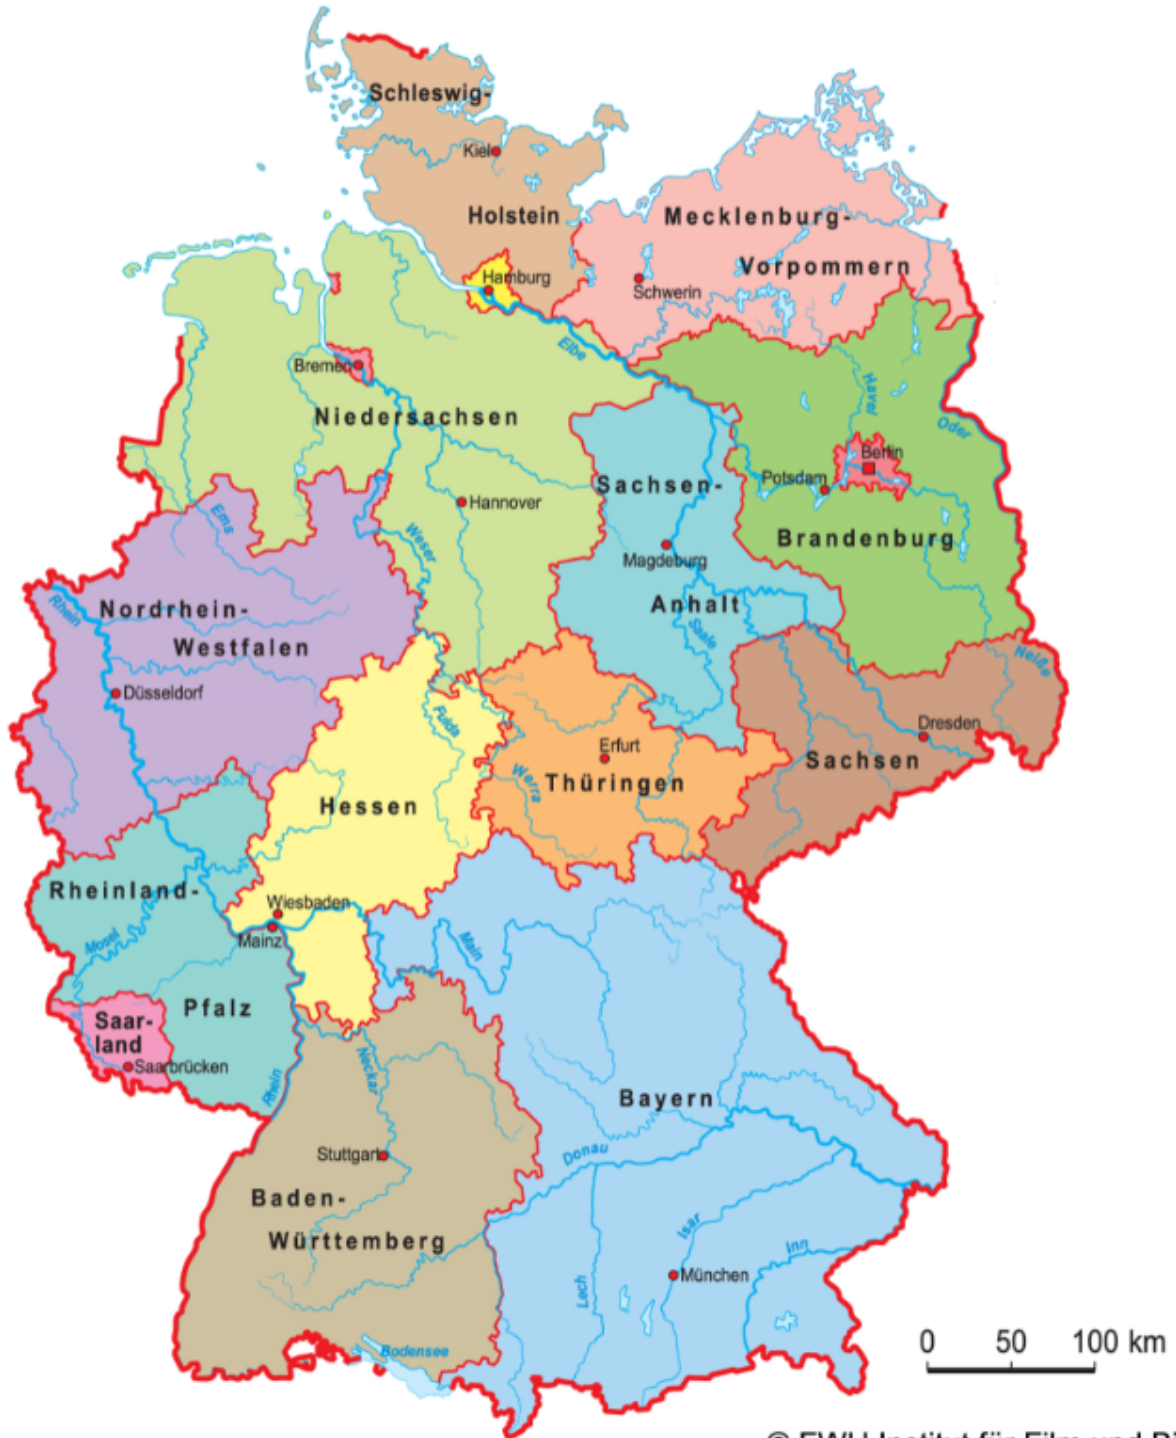 Schleswig-
Kiel
Holstein
Mecklenburg-
Vorpommern
Hamburg
Schwerin
Elbe
Bremen
Havel
Niedersachsen
Oder
Berlin
Potsdam
Sachsen-
Hannover
Ems
Weser
Brandenburg
Magdeburg
Anhalt
Rhein
Nordrhein-
Westfalen
Saale
Neiße
Düsseldorf
Fulda
Dresden
Erfurt
Sachsen
Werra
Thüringen
Hessen
Rheinland-
Wiesbaden
Mainz
Mosel
Main
Pfalz
Saar-
land
Saarbrücken
Rhein
Neckar
Bayern
Stuttgart
Donau
Baden-
Württemberg
Isar
Inn
München
Lech
Bodensee
0 50 100 km